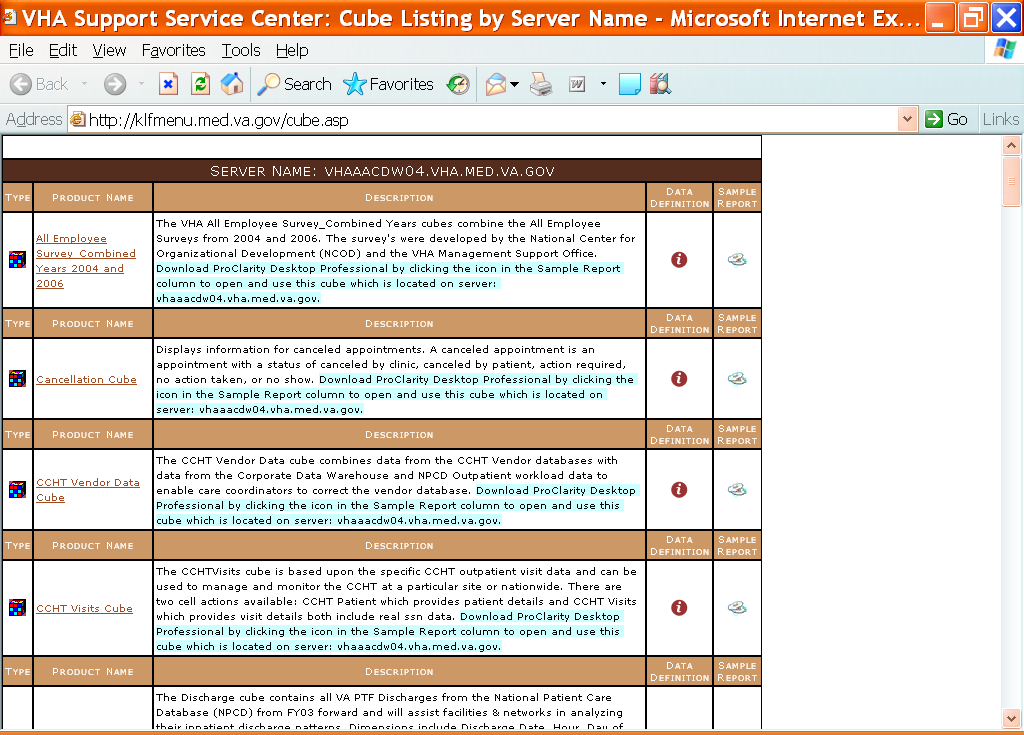 VHA Support Service Center: Cube Listing by Server Name - Microsoft Internet Ex...
File Edit View Favorites Tools Help
Back Search Favorites W
Address http://klfmenu.med.va.gov/cube.asp Go Links
SERVER NAME: VHAAACDW04.VHA.MED.VA.GOV
TYPE PRODUCT NAME DESCRIPTION DATA DEFINITION SAMPLE REPORT
All Employee
Survey_Combined
Years 2004 and
2006
The VHA All Employee Survey_Combined Years cubes combine the All Employee
Surveys from 2004 and 2006. The survey's were developed by the National Center for
Organizational Development (NCOD) and the VHA Management Support Office.
Download ProClarity Desktop Professional by clicking the icon in the Sample Report
column to open and use this cube which is located on server:
vhaaacdw04.vha.med.va.gov.
TYPE PRODUCT NAME DESCRIPTION DATA DEFINITION SAMPLE REPORT
Cancellation Cube
Displays information for canceled appointments. A canceled appointment is an
appointment with a status of canceled by clinic, canceled by patient, action required,
no action taken, or no show. Download ProClarity Desktop Professional by clicking the
icon in the Sample Report column to open and use this cube which is located on
server: vhaaacdw04.vha.med.va.gov.
TYPE PRODUCT NAME DESCRIPTION DATA DEFINITION SAMPLE REPORT
CCHT Vendor Data
Cube
The CCHT Vendor Data cube combines data from the CCHT Vendor databases with
data from the Corporate Data Warehouse and NPCD Outpatient workload data to
enable care coordinators to correct the vendor database. Download ProClarity Desktop
Professional by clicking the icon in the Sample Report column to open and use this
cube which is located on server: vhaaacdw04.vha.med.va.gov.
TYPE PRODUCT NAME DESCRIPTION DATA DEFINITION SAMPLE REPORT
CCHT Visits Cube
The CCHTVisits cube is based upon the specific CCHT outpatient visit data and can be
used to manage and monitor the CCHT at a particular site or nationwide. There are
two cell actions available: CCHT Patient which provides patient details and CCHT Visits
which provides visit details both include real ssn data. Download ProClarity Desktop
Professional by clicking the icon in the Sample Report column to open and use this
cube which is located on server: vhaaacdw04.vha.med.va.gov.
TYPE PRODUCT NAME DESCRIPTION DATA DEFINITION SAMPLE REPORT
The Discharge cube contains all VA PTF Discharges from the National Patient Care
Database (NPCD) from FY03 forward and will assist facilities & networks in analyzing
their inpatient discharge patterns. Dimensions include Discharge Date, Hour, Day of